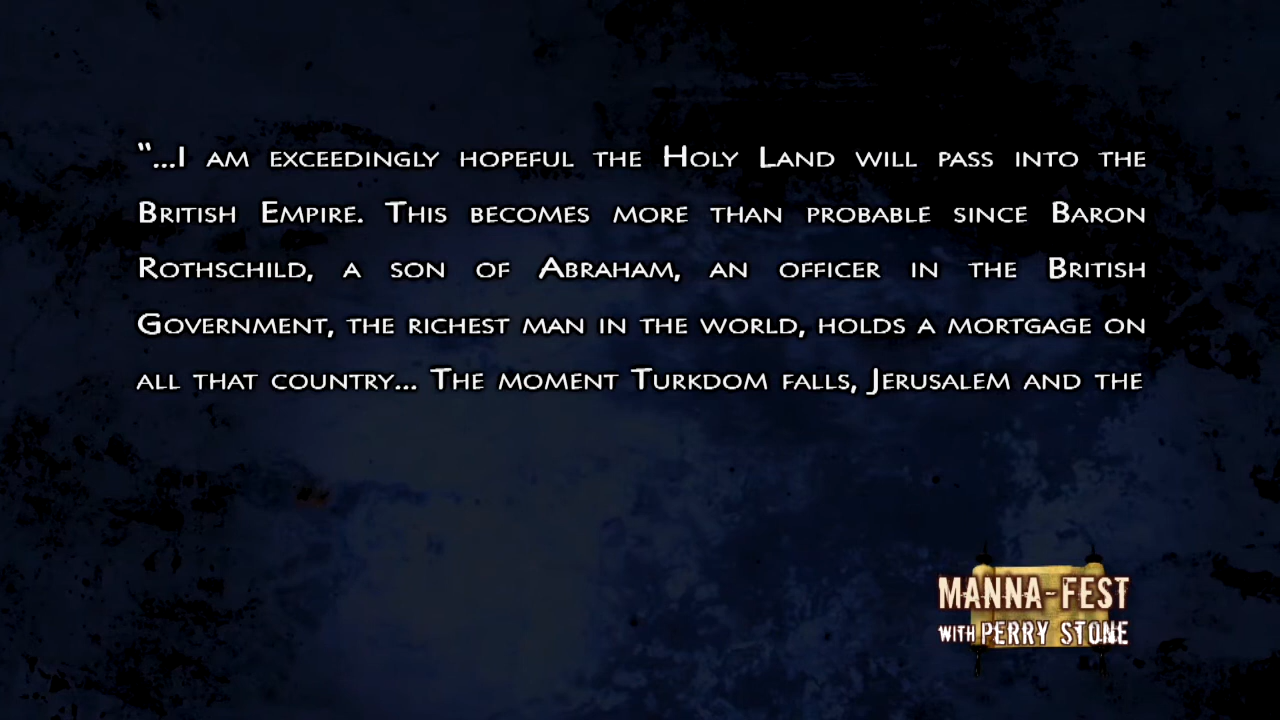 “...I am exceedingly hopeful the Holy Land will pass into the
British Empire. This becomes more than probable since Baron
Rothschild, a son of Abraham, an officer in the British
Government, the richest man in the world, holds a mortgage on
all that country... The moment Turkdom falls, Jerusalem and the
MANNA-FEST
WITH PERRY STONE